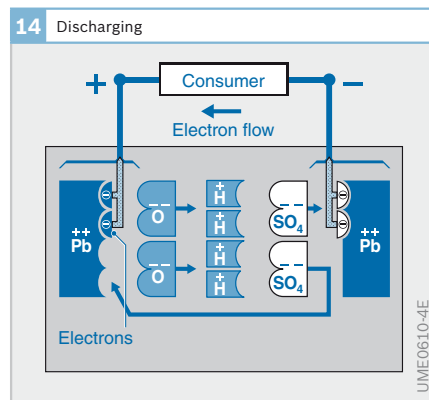 14 Discharging
+ Consumer −
Electron flow
++
Pb
⊖
⊖
− −
O
− −
O
+
H
+
H
+
H
+
H
− −
SO₄
− −
SO₄
++
Pb
Electrons
UME0610-4E